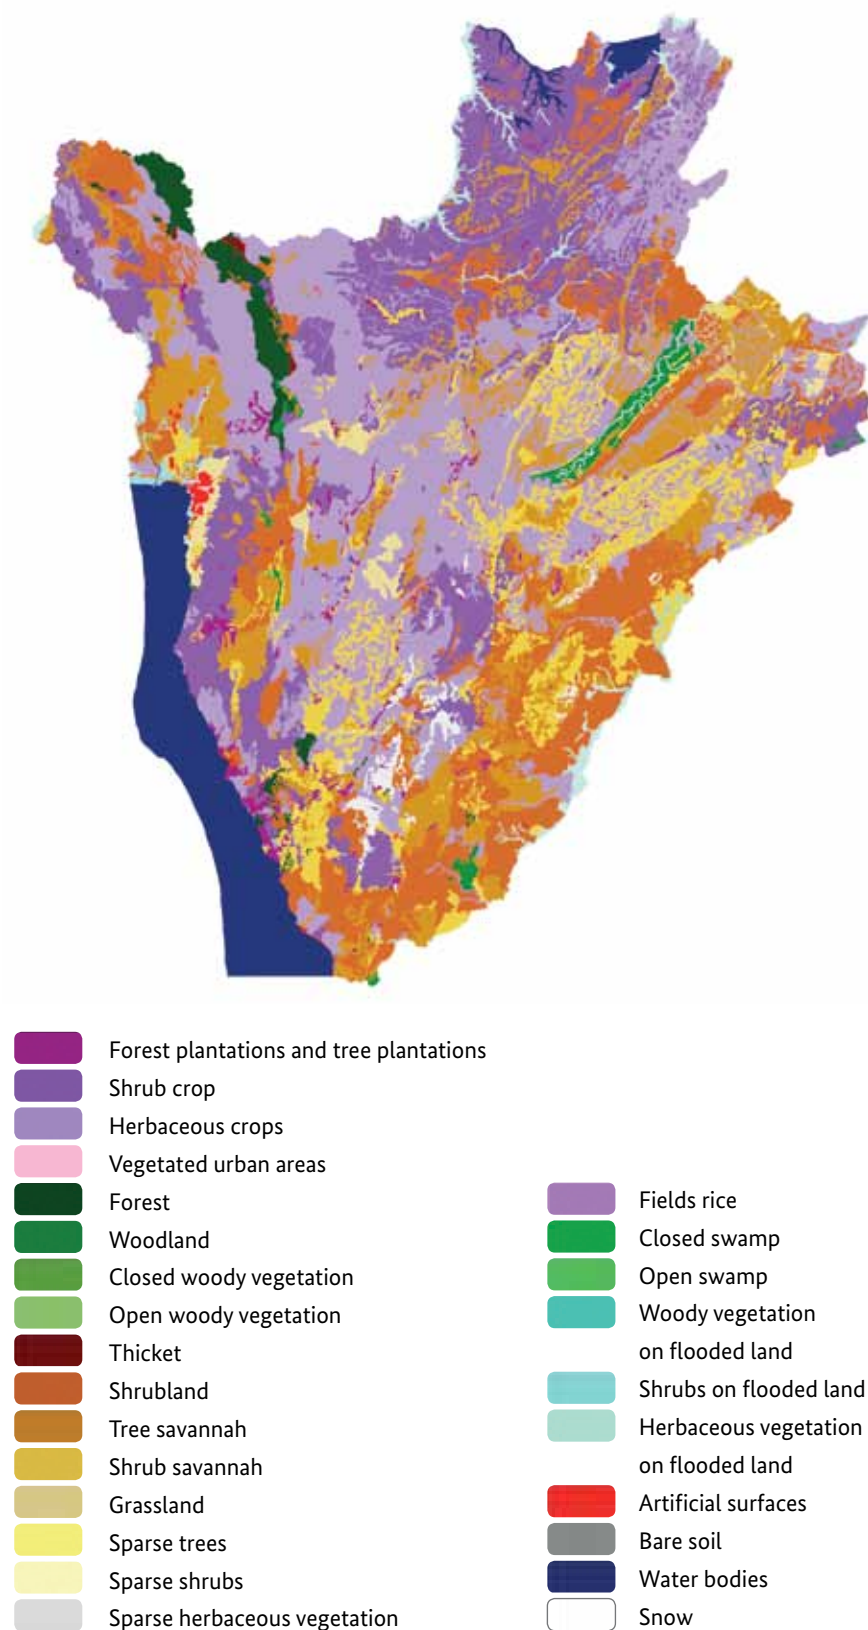 Forest plantations and tree plantations
Shrub crop
Herbaceous crops
Vegetated urban areas
Forest
Woodland
Closed woody vegetation
Open woody vegetation
Thicket
Shrubland
Tree savannah
Shrub savannah
Grassland
Sparse trees
Sparse shrubs
Sparse herbaceous vegetation
Fields rice
Closed swamp
Open swamp
Woody vegetation
on flooded land
Shrubs on flooded land
Herbaceous vegetation
on flooded land
Artificial surfaces
Bare soil
Water bodies
Snow